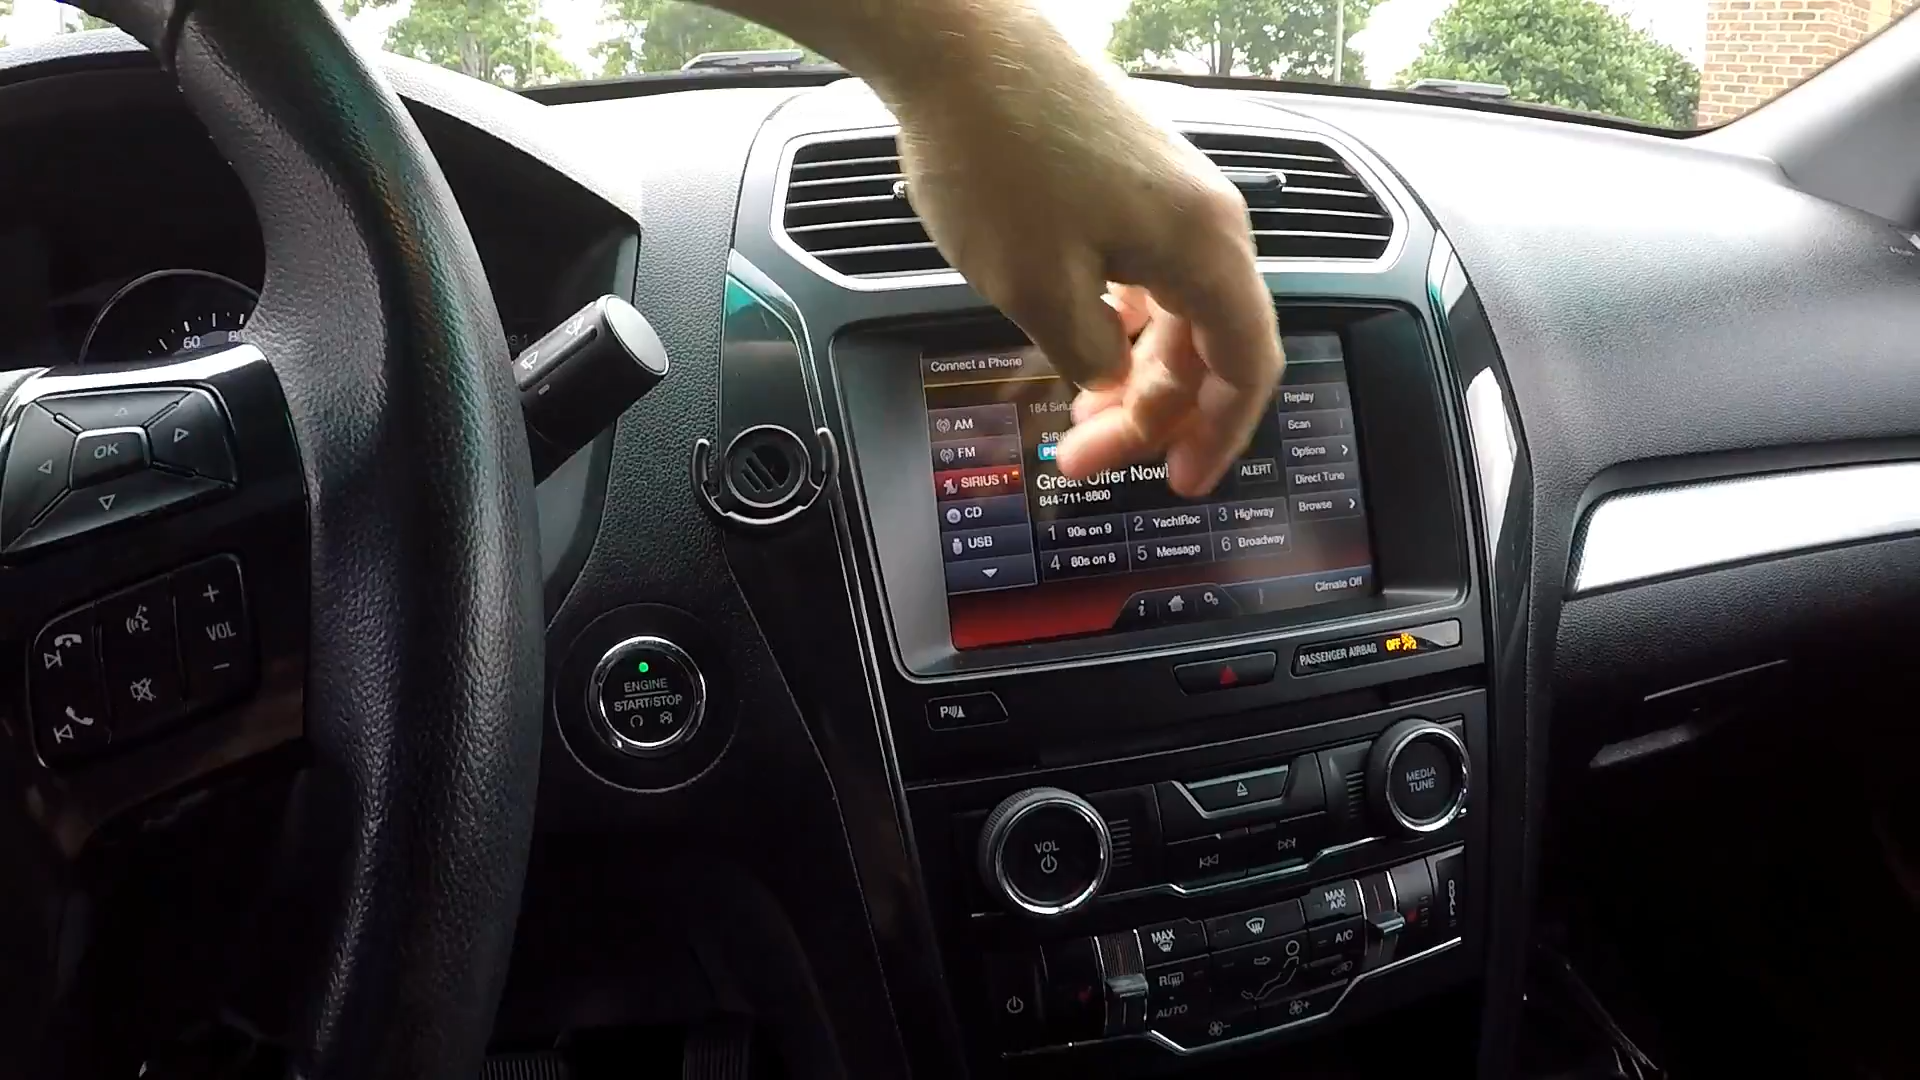 60 80
OK
VOL
+
−
ENGINE
START/STOP
Connect a Phone
AM
FM
SIRIUS 1
CD
USB
184
Great Offer Now!
844-711-8800
ALERT
1 90s on 9
2 YachtRoc
3 Highway
4 80s on 8
5 Message
6 Broadway
Replay
Scan
Options
Direct Tune
Browse
i
Climate Off
PASSENGER AIRBAG OFF
P
VOL
MEDIA
TUNE
MAX
MAX
A/C
A/C
R
AUTO